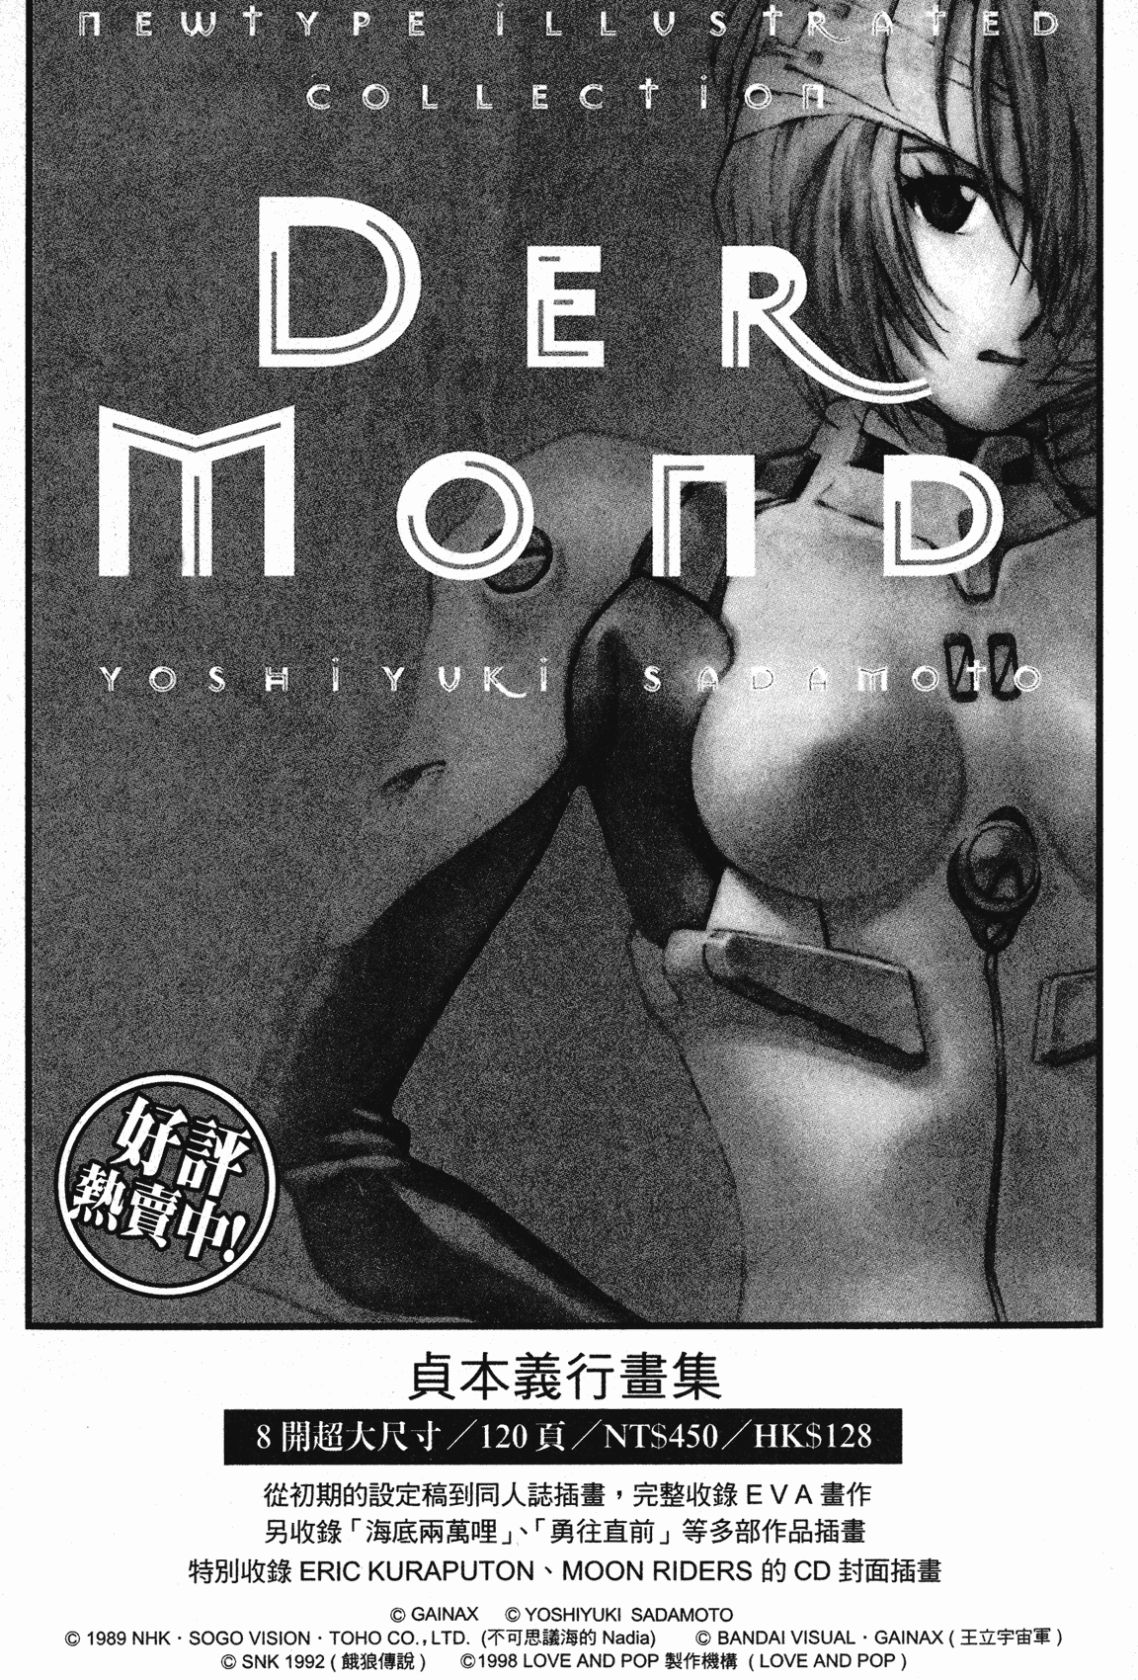 NEWTYPE ILLUSTRATED
COLLECTION
DER
MOND
YOSHIYUKI SADAMOTO
好評
熱賣中!
貞本義行畫集
8開超大尺寸／120頁／NT$450／HK$128
從初期的設定稿到同人誌插畫，完整收錄EVA畫作
另收錄「海底兩萬哩」、「勇往直前」等多部作品插畫
特別收錄 ERIC KURAPUTON、MOON RIDERS 的 CD 封面插畫
© GAINAX © YOSHIYUKI SADAMOTO
© 1989 NHK · SOGO VISION · TOHO CO.,LTD. (不可思議海的 Nadia) © BANDAI VISUAL · GAINAX ( 王立宇宙軍 )
© SNK 1992 ( 餓狼傳說 ) ©1998 LOVE AND POP 製作機構 ( LOVE AND POP )